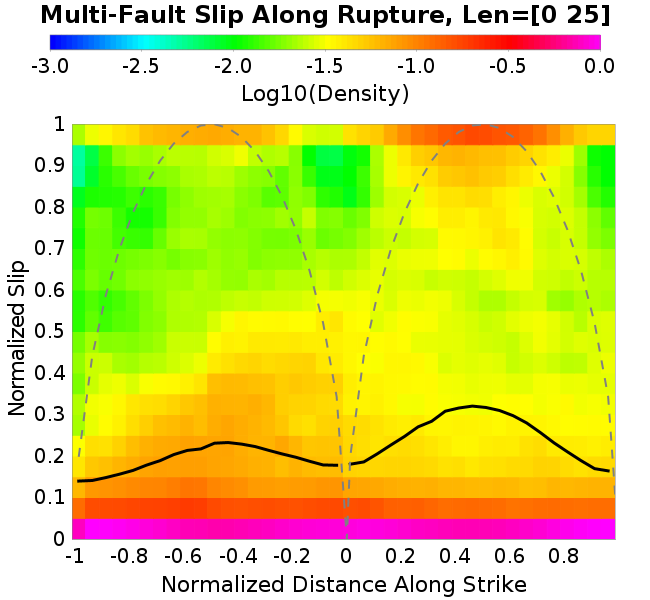 Multi-Fault Slip Along Rupture, Len=[0 25]
-3.0 -2.5 -2.0 -1.5 -1.0 -0.5 0.0
Log10(Density)
1
0.9
0.8
0.7
0.6
0.5
0.4
0.3
0.2
0.1
0
Normalized Slip
-1 -0.8 -0.6 -0.4 -0.2 0 0.2 0.4 0.6 0.8
Normalized Distance Along Strike